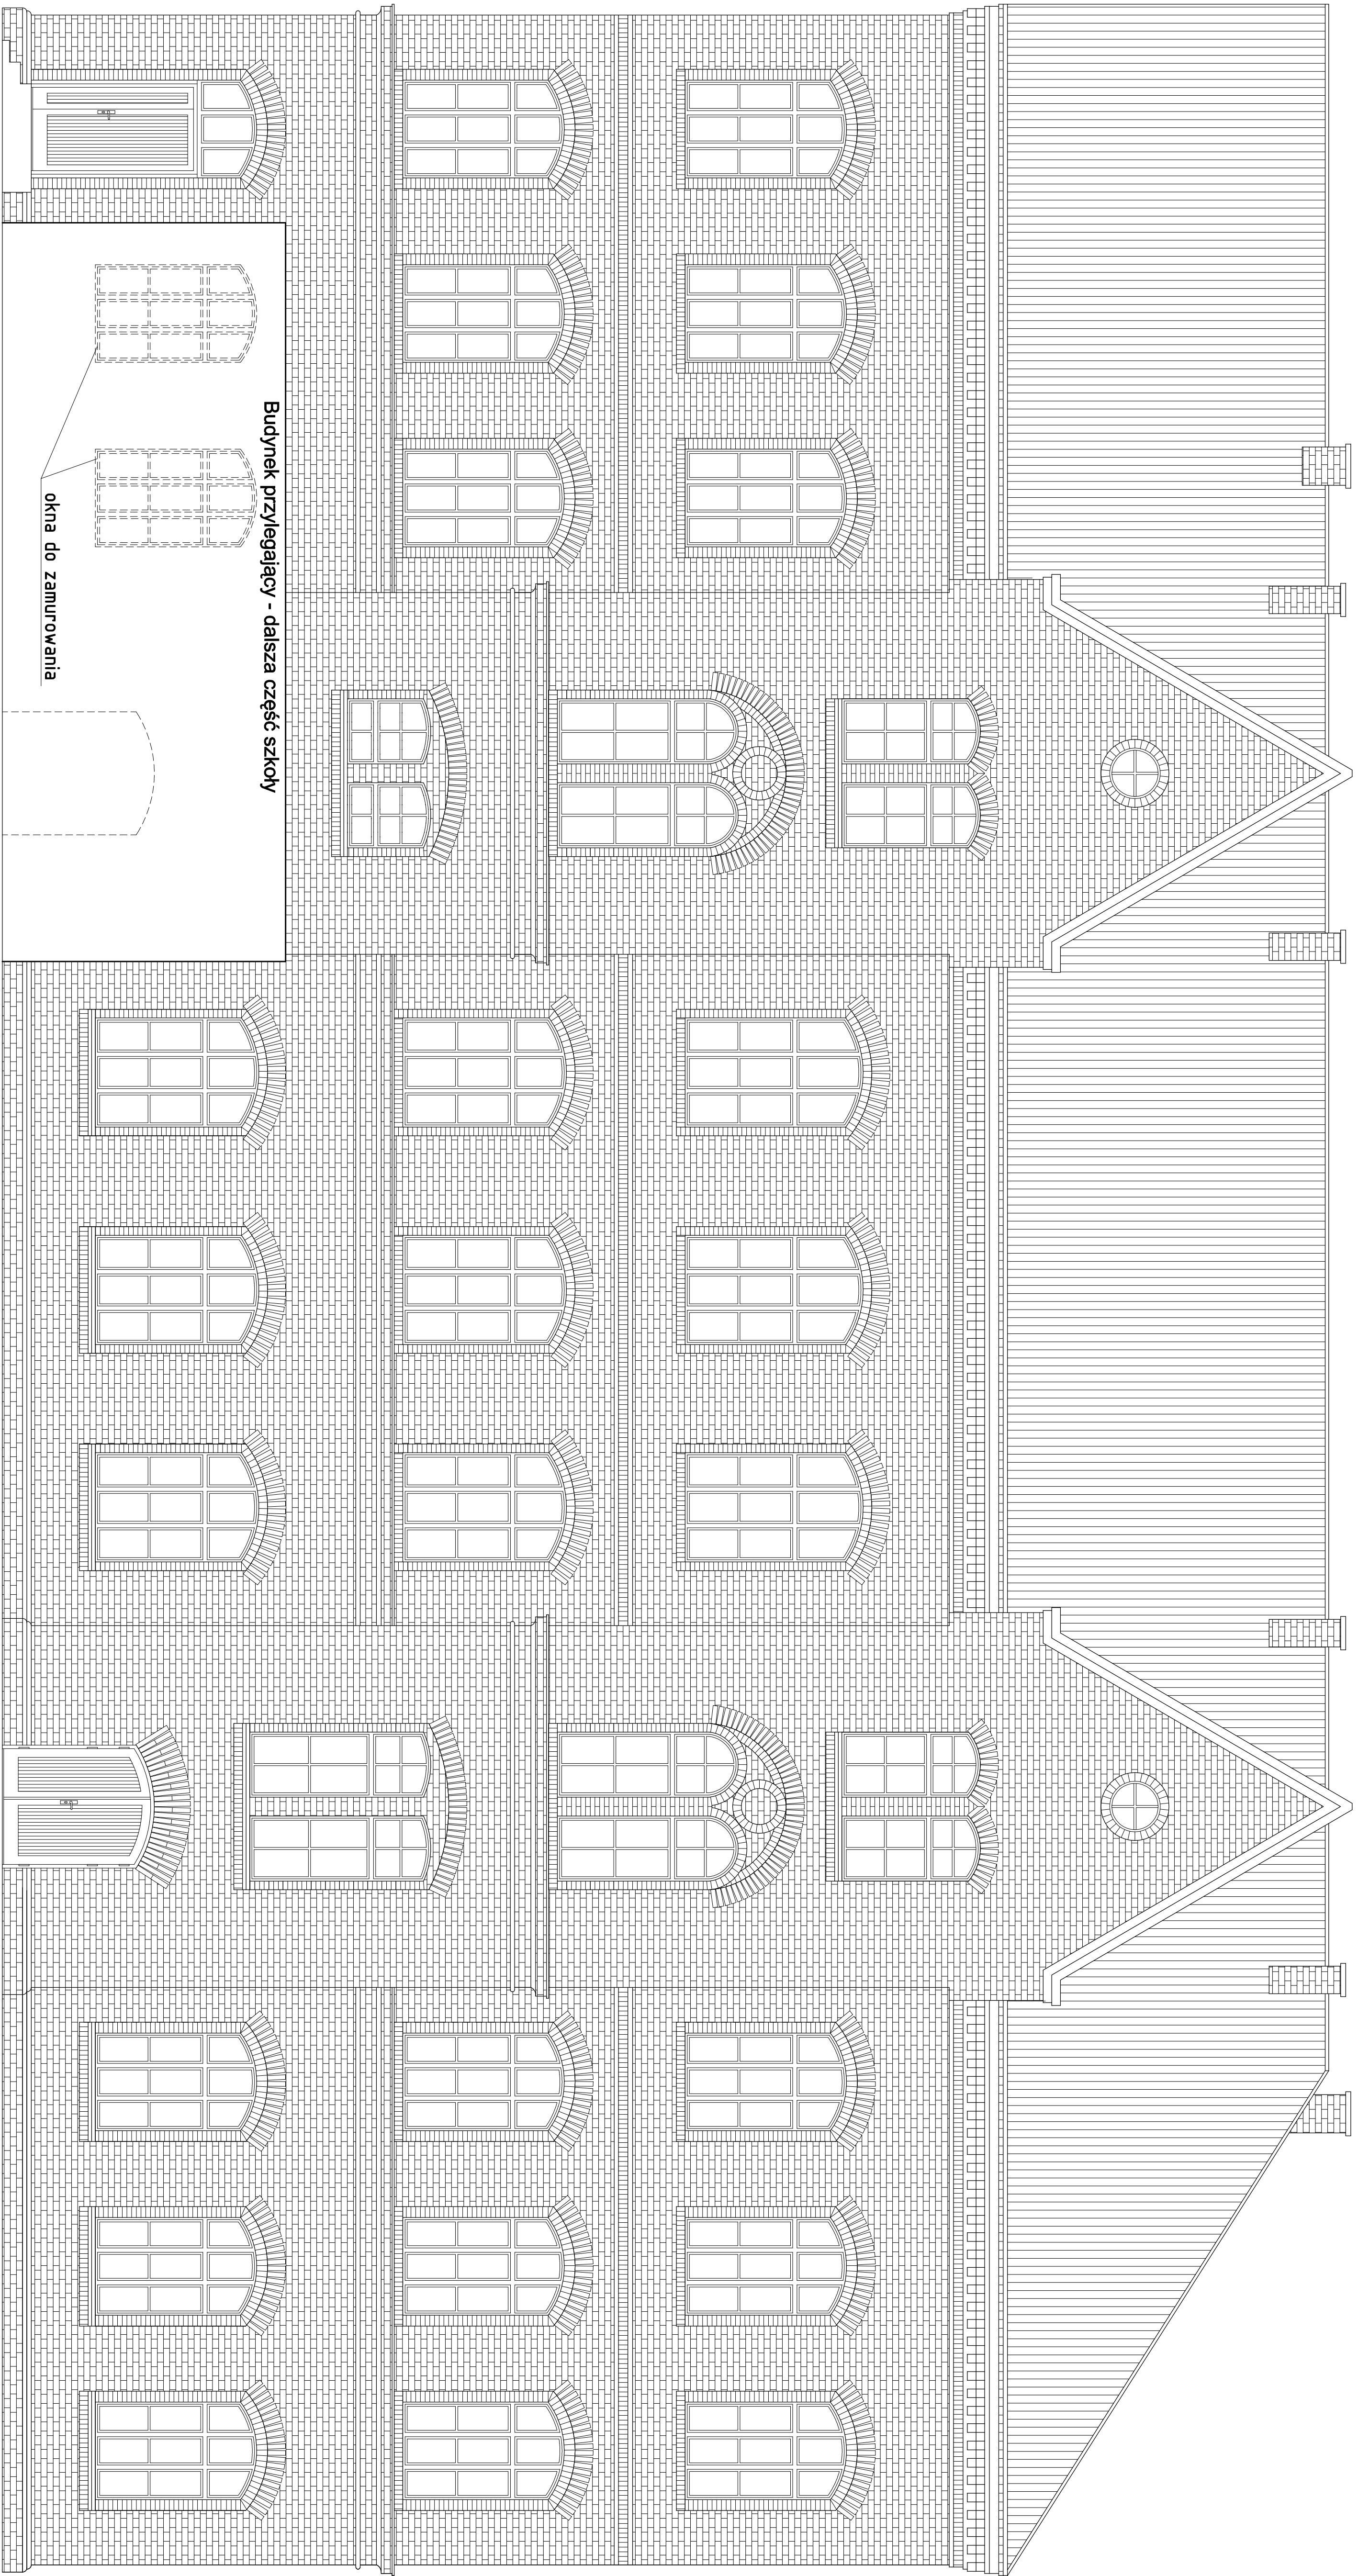 Budynek przylegający - dalsza część szkoły
okna do zamurowania